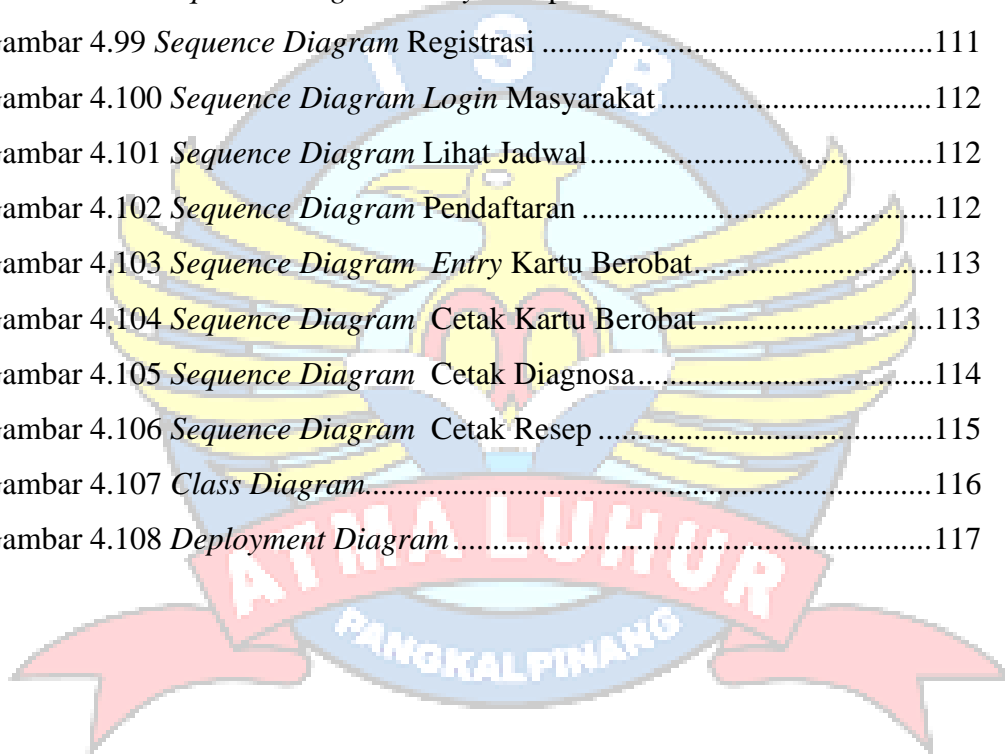 ambar 4.99 Sequence Diagram Registrasi ........................................111
ambar 4.100 Sequence Diagram Login Masyarakat ............................112
ambar 4.101 Sequence Diagram Lihat Jadwal...................................112
ambar 4.102 Sequence Diagram Pendaftaran ....................................112
ambar 4.103 Sequence Diagram  Entry Kartu Berobat........................113
ambar 4.104 Sequence Diagram  Cetak Kartu Berobat .......................113
ambar 4.105 Sequence Diagram  Cetak Diagnosa..............................114
ambar 4.106 Sequence Diagram  Cetak Resep ..................................115
ambar 4.107 Class Diagram..........................................................116
ambar 4.108 Deployment Diagram.................................................117
I S B
ATMA LUHUR
PANGKALPINANG